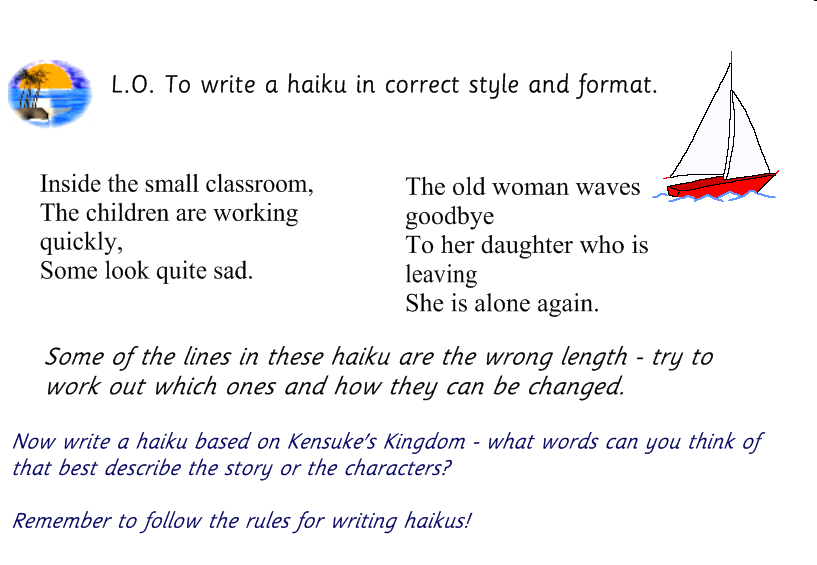 L.O. To write a haiku in correct style and format.
Inside the small classroom,
The children are working
quickly,
Some look quite sad.
The old woman waves
goodbye
To her daughter who is
leaving
She is alone again.
Some of the lines in these haiku are the wrong length - try to
work out which ones and how they can be changed.
Now write a haiku based on Kensuke's Kingdom - what words can you think of
that best describe the story or the characters?
Remember to follow the rules for writing haikus!